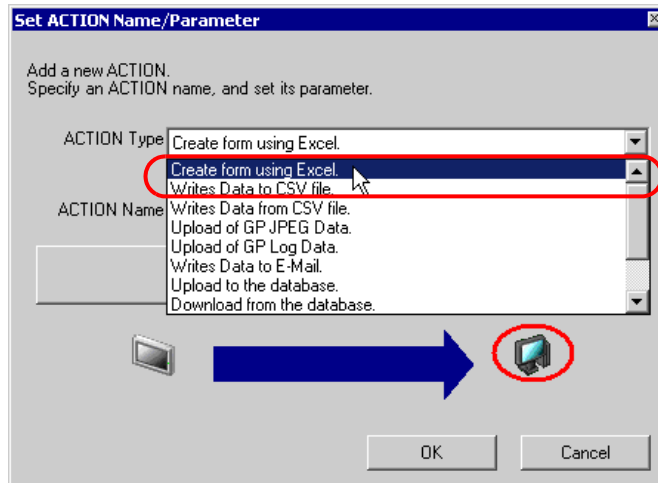 Set ACTION Name/Parameter
Add a new ACTION.
Specify an ACTION name, and set its parameter.
ACTION Type
Create form using Excel.
Create form using Excel.
Writes Data to CSV file.
ACTION Name
Writes Data from CSV file.
Upload of GP JPEG Data.
Upload of GP Log Data.
Writes Data to E-Mail.
Upload to the database.
Download from the database.
OK
Cancel